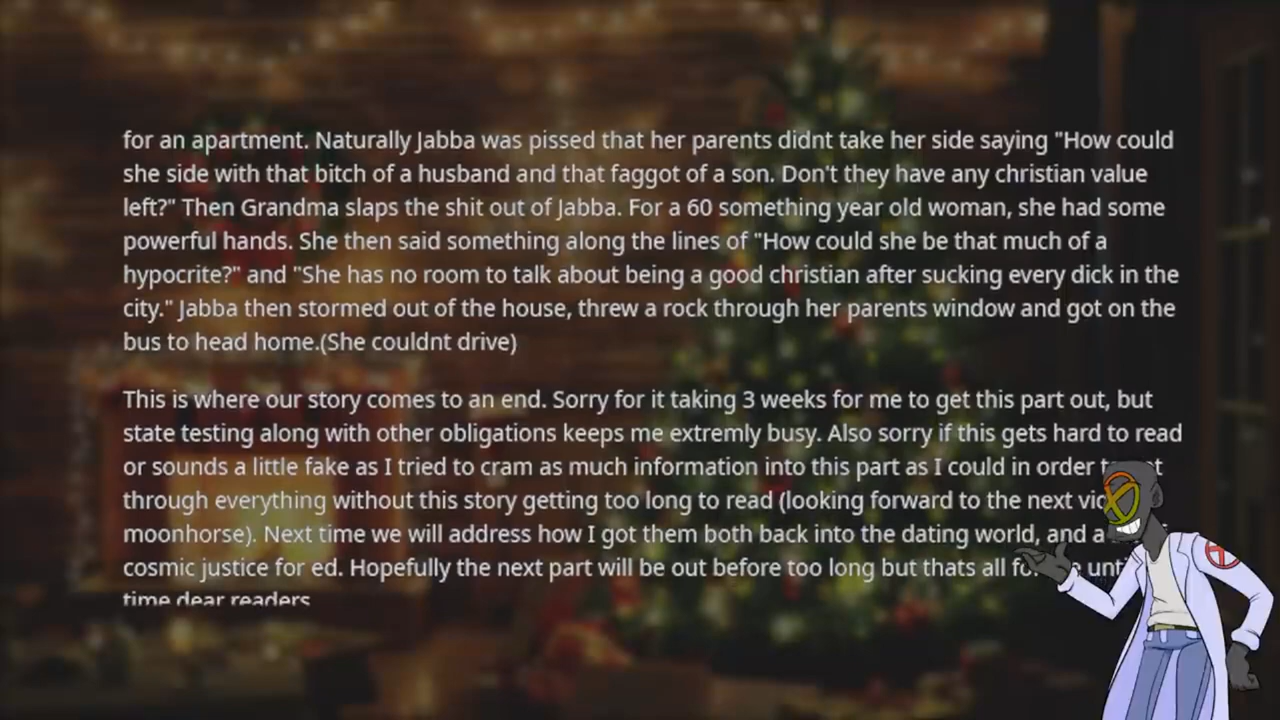 for an apartment. Naturally Jabba was pissed that her parents didnt take her side saying "How could
she side with that bitch of a husband and that faggot of a son. Don't they have any christian value
left?" Then Grandma slaps the shit out of Jabba. For a 60 something year old woman, she had some
powerful hands. She then said something along the lines of "How could she be that much of a
hypocrite?" and "She has no room to talk about being a good christian after sucking every dick in the
city." Jabba then stormed out of the house, threw a rock through her parents window and got on the
bus to head home.(She couldnt drive)
This is where our story comes to an end. Sorry for it taking 3 weeks for me to get this part out, but
state testing along with other obligations keeps me extremly busy. Also sorry if this gets hard to read
or sounds a little fake as I tried to cram as much information into this part as I could in order
through everything without this story getting too long to read (looking forward to the next
moonhorse). Next time we will address how I got them both back into the dating world, and a
cosmic justice for ed. Hopefully the next part will be out before too long but thats all
time dear readers